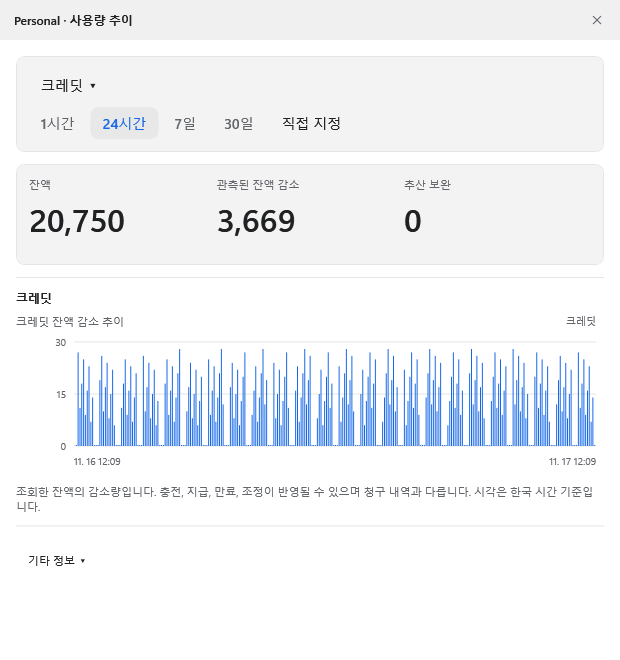 Personal · 사용량 추이
크레딧 ▾
1시간 24시간 7일 30일 직접 지정
잔액 관측된 잔액 감소 추산 보완
20,750 3,669 0
크레딧
크레딧 잔액 감소 추이 크레딧
30
15
0
11. 16 12:09 11. 17 12:09
조회한 잔액의 감소량입니다. 충전, 지급, 만료, 조정이 반영될 수 있으며 청구 내역과 다릅니다. 시각은 한국 시간 기준입
니다.
기타 정보 ▾